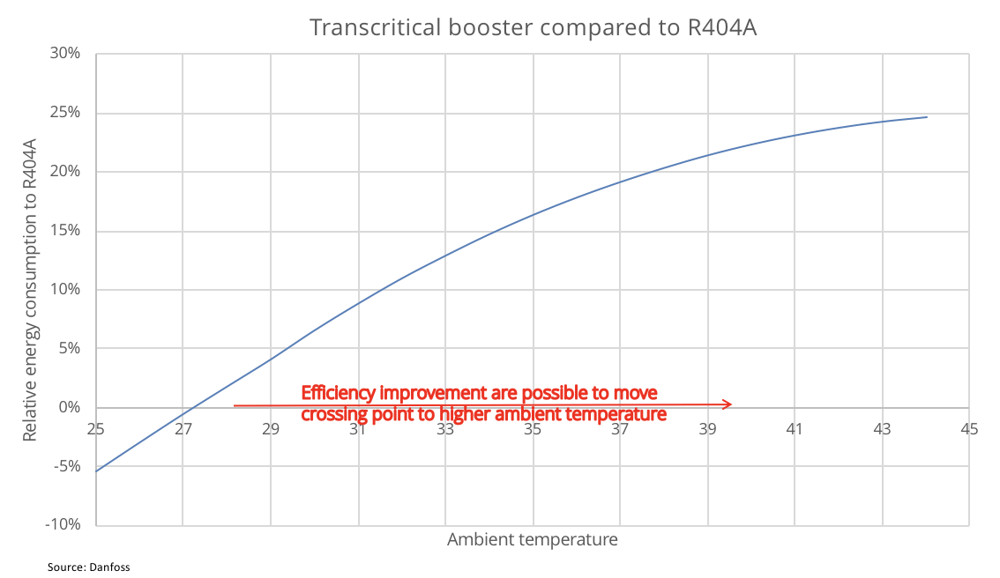 Transcritical booster compared to R404A
30%
25%
20%
15%
10%
5%
0%
-5%
-10%
Relative energy consumption to R404A
Efficiency improvement are possible to move
crossing point to higher ambient temperature
25 27 29 31 33 35 37 39 41 43 45
Ambient temperature
Source: Danfoss